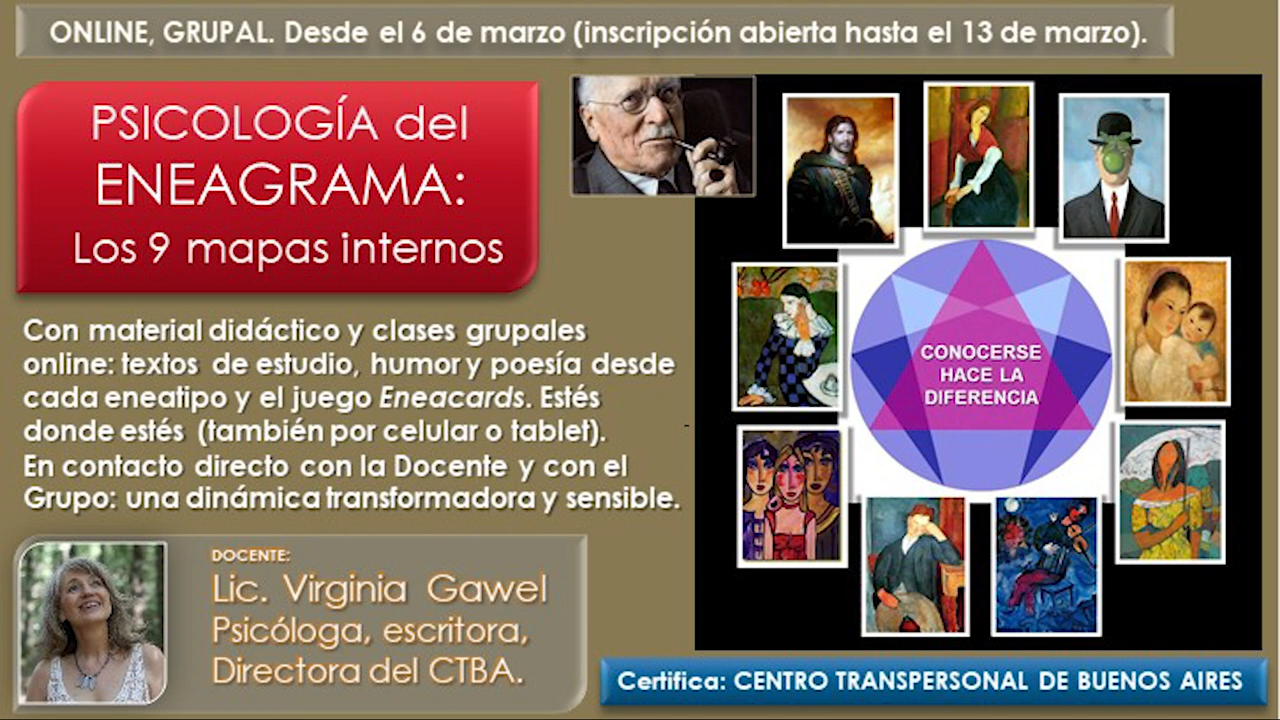 ONLINE, GRUPAL. Desde el 6 de marzo (inscripción abierta hasta el 13 de marzo).
PSICOLOGÍA del
ENEAGRAMA:
Los 9 mapas internos
Con material didáctico y clases grupales
online: textos de estudio, humor y poesía desde
cada eneatipo y el juego Eneacards. Estés
donde estés (también por celular o tablet).
En contacto directo con la Docente y con el
Grupo: una dinámica transformadora y sensible.
CONOCERSE
HACE LA
DIFERENCIA
DOCENTE:
Lic. Virginia Gawel
Psicóloga, escritora,
Directora del CTBA.
Certifica: CENTRO TRANSPERSONAL DE BUENOS AIRES